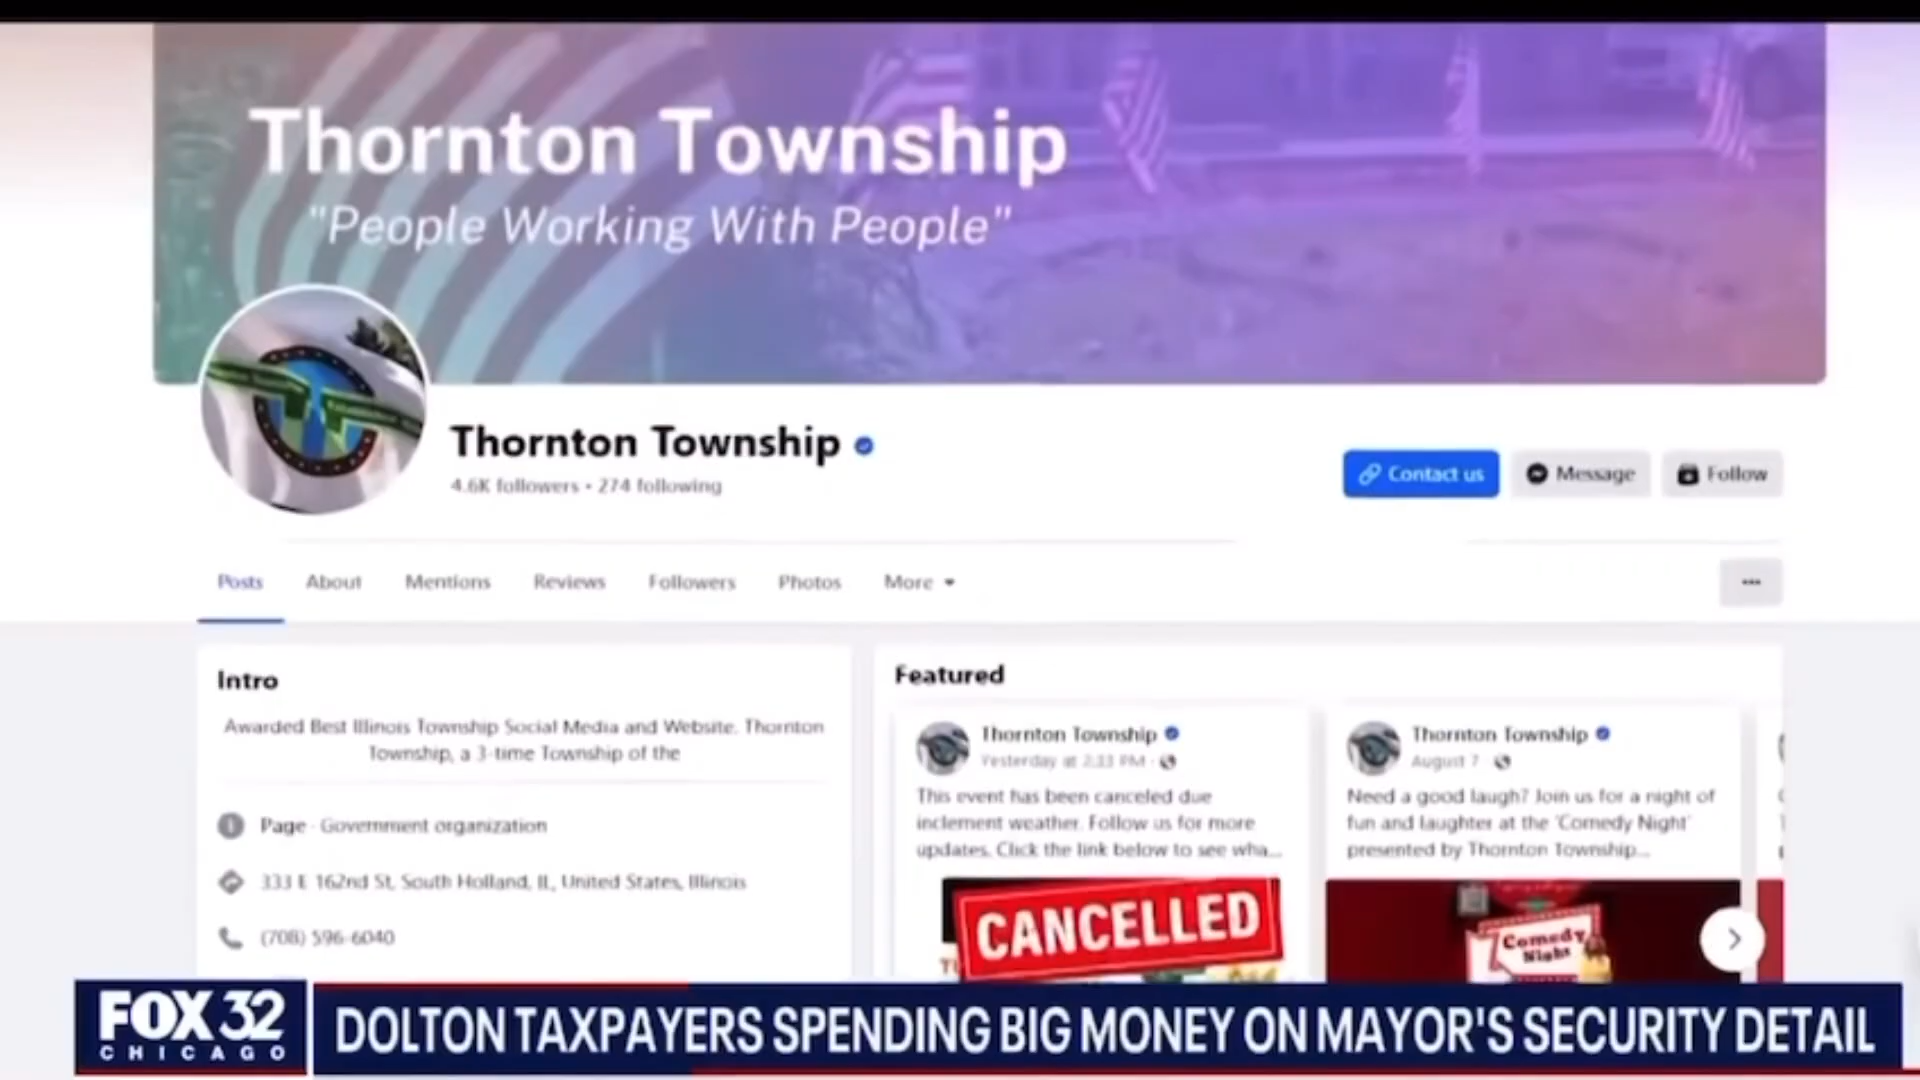 Thornton Township
"People Working With People"
Thornton Township
4.6K followers • 274 following
Contact us
Message
Follow
Posts
About
Mentions
Reviews
Followers
Photos
More
Intro
Awarded Best Illinois Township Social Media and Website. Thornton
Township, a 3-time Township of the
Page · Government organization
333 E 162nd St, South Holland, IL, United States, Illinois
(708) 596-6040
Featured
Thornton Township
Yesterday at 2:33 PM ·
This event has been canceled due
inclement weather. Follow us for more
updates. Click the link below to see wha...
CANCELLED
Thornton Township
August 7 ·
Need a good laugh? Join us for a night of
fun and laughter at the 'Comedy Night'
presented by Thornton Township...
Comedy
Night
FOX 32
CHICAGO
DOLTON TAXPAYERS SPENDING BIG MONEY ON MAYOR'S SECURITY DETAIL